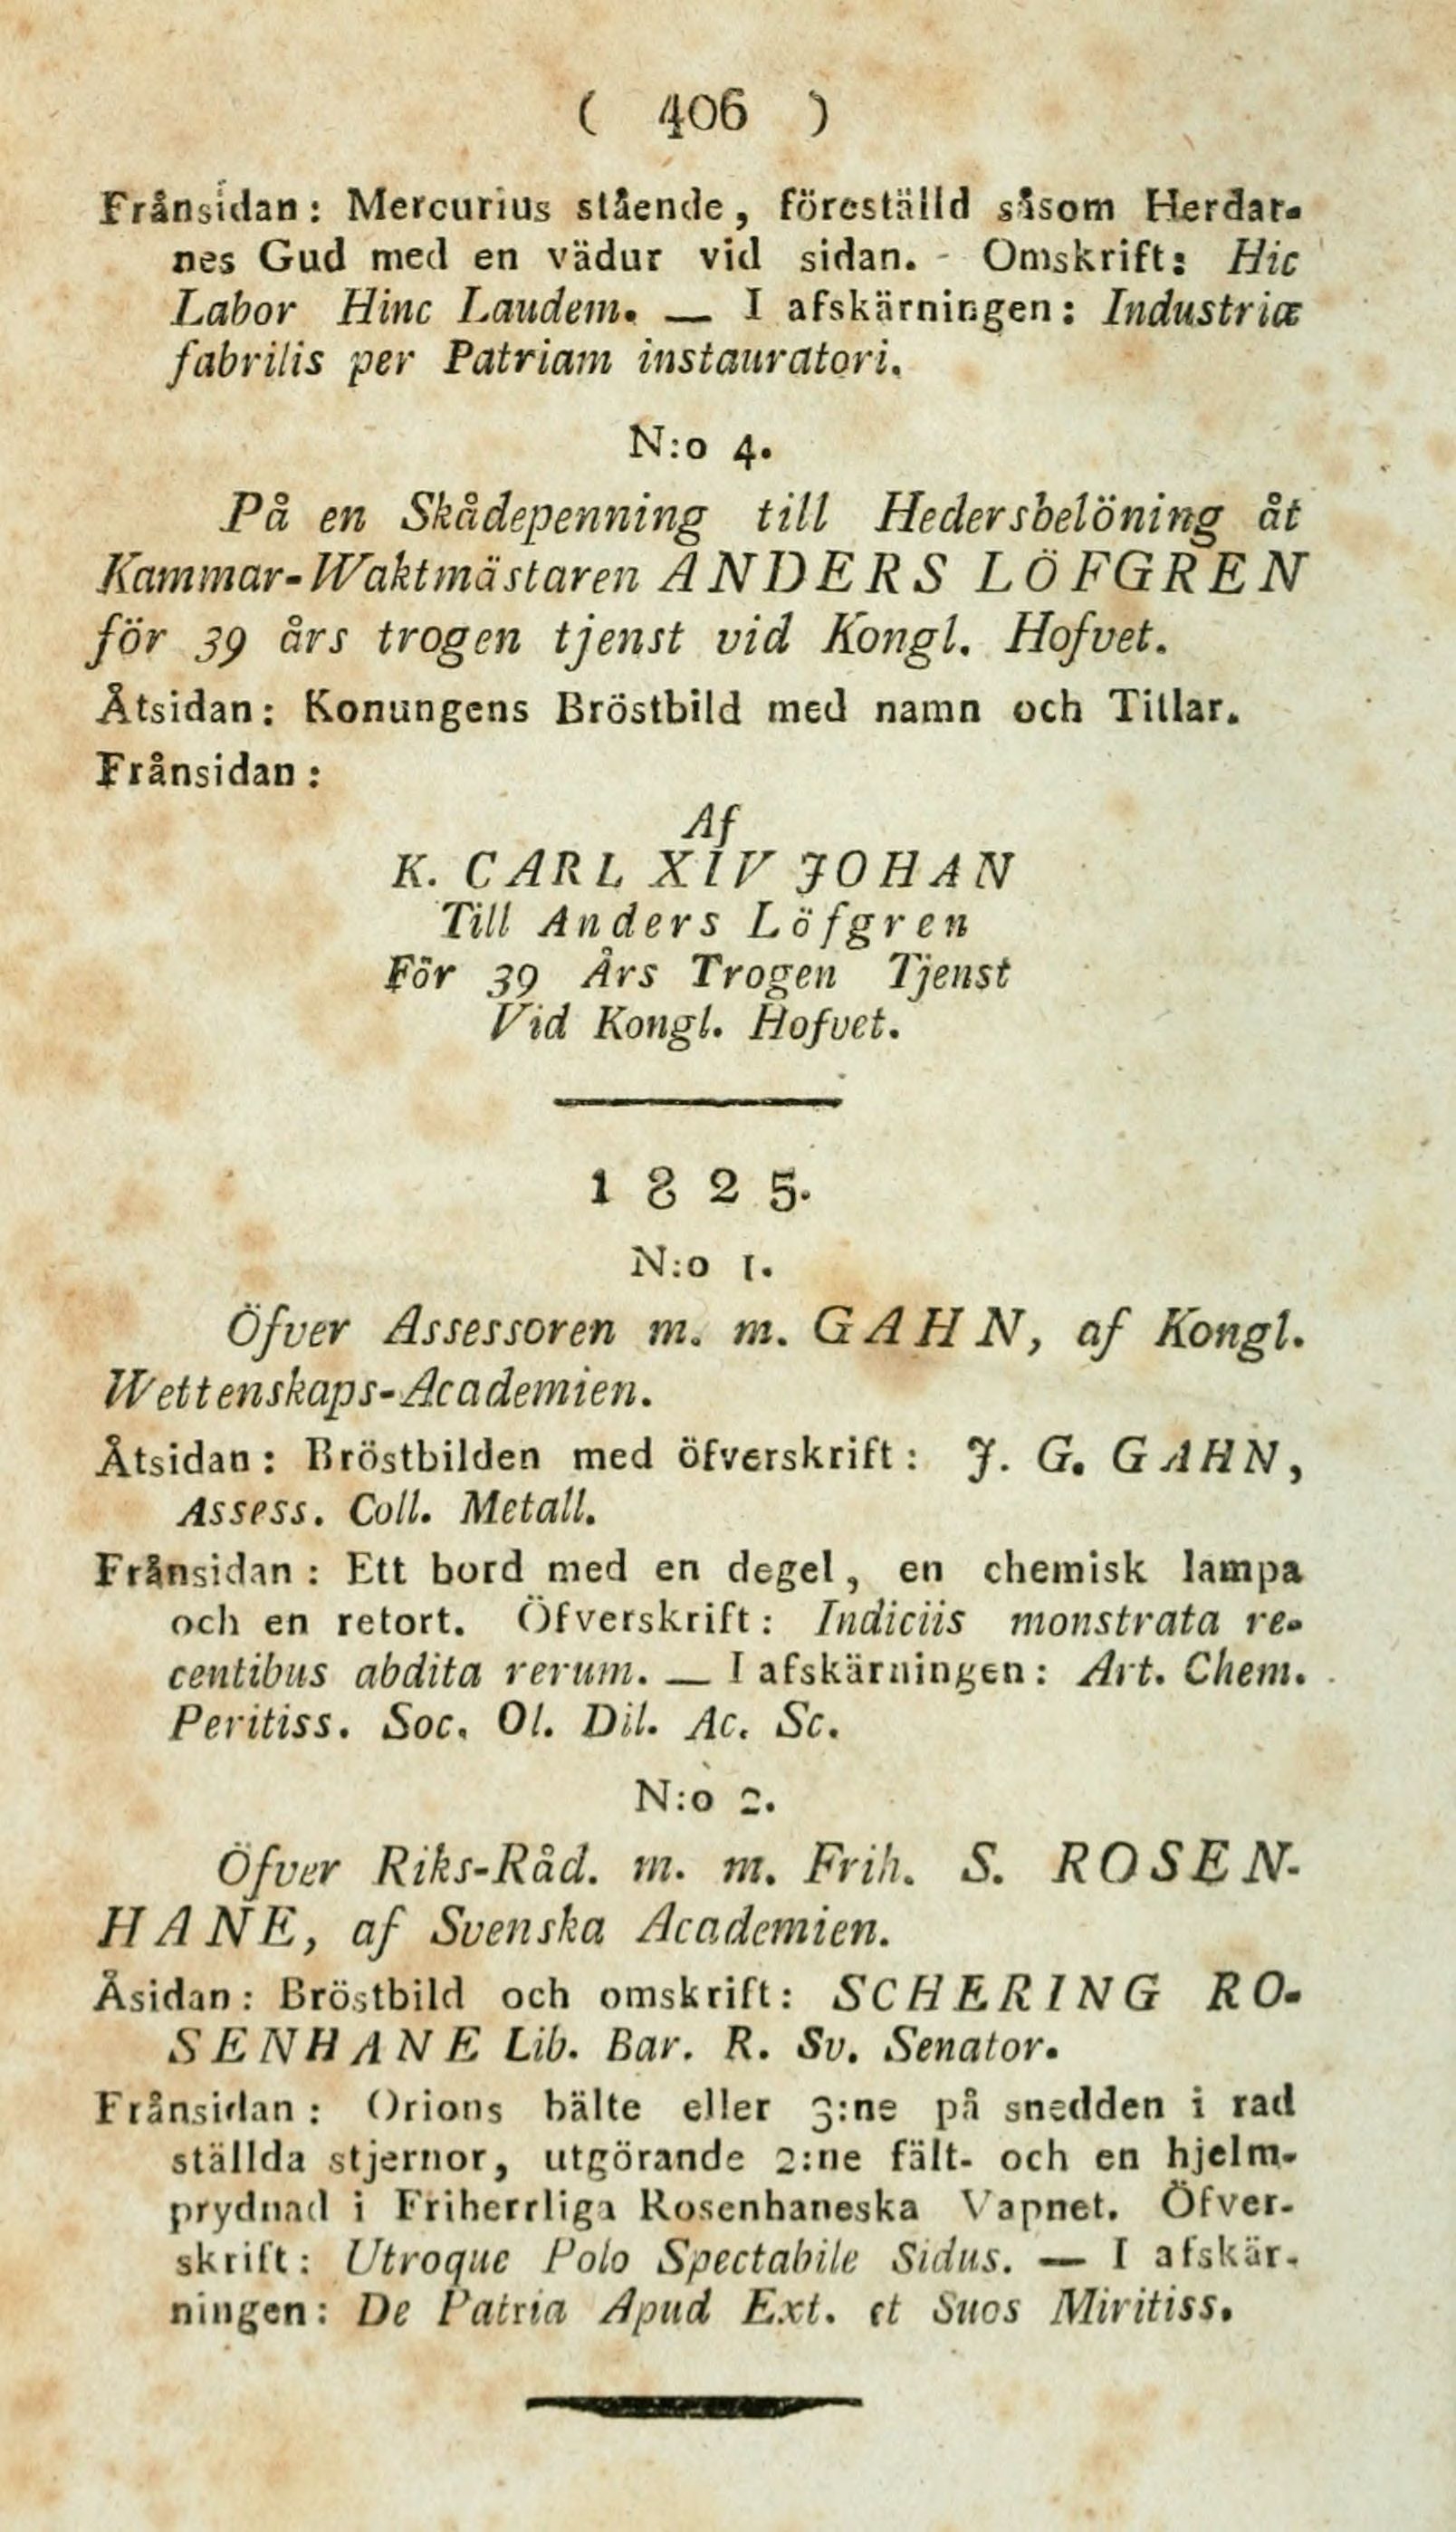 ( 406 )
Frånsidan: Mercurius stående, föreställd såsom Herdar-
nes Gud med en vädur vid sidan. - Omskrift: Hic
Labor Hinc Laudem. — I afskärningen: Industriæ
fabrilis per Patriam instauratori.
N:o 4.
På en Skådepenning till Hedersbelöning åt
Kammar-Waktmästaren ANDERS LÖFGREN
för 39 års trogen tjenst vid Kongl. Hofvet.
Åtsidan: Konungens Bröstbild med namn och Titlar.
Frånsidan:
Af
K. CARL XIV JOHAN
Till Anders Löfgren
För 39 Års Trogen Tjenst
Vid Kongl. Hofvet.
1825.
N:o 1.
Öfver Assessoren m. m. GAHN, af Kongl.
Wettenskaps-Academien.
Åtsidan: Bröstbilden med öfverskrift: J. G. GAHN,
Assess. Coll. Metall.
Frånsidan: Ett bord med en degel, en chemisk lampa
och en retort. Öfverskrift: Indiciis monstrata re-
centibus abdita rerum. — I afskärningen: Art. Chem.
Peritiss. Soc. Ol. Dil. Ac. Sc.
N:o 2.
Öfver Riks-Råd. m. m. Frih. S. ROSEN-
HANE, af Svenska Academien.
Åsidan: Bröstbild och omskrift: SCHERING RO-
SENHANE Lib. Bar. R. Sv. Senator.
Frånsidan: Orions bälte eller 3:ne på snedden i rad
ställda stjernor, utgörande 2:ne fält- och en hjelm-
prydnad i Friherrliga Rosenhaneska Vapnet. Öfver-
skrift: Utroque Polo Spectabile Sidus. — I afskär-
ningen: De Patria Apud Ext. et Suos Miritiss.